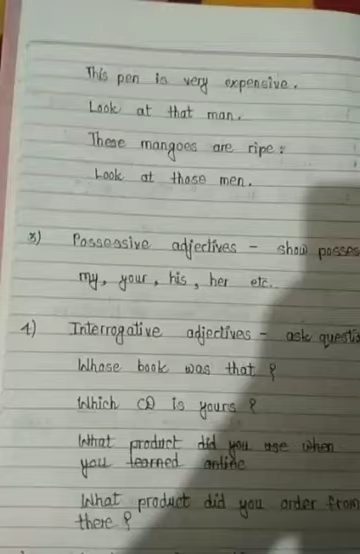 This pen is very expensive.
Look at that man.
These mangoes are ripe.
Look at those men.
3) Possessive adjectives - show posses
my, your, his, her etc.
4) Interrogative adjectives - ask questi
Whose book was that ?
Which CD is yours ?
What product did you use when
you learned online
What product did you order from
there ?